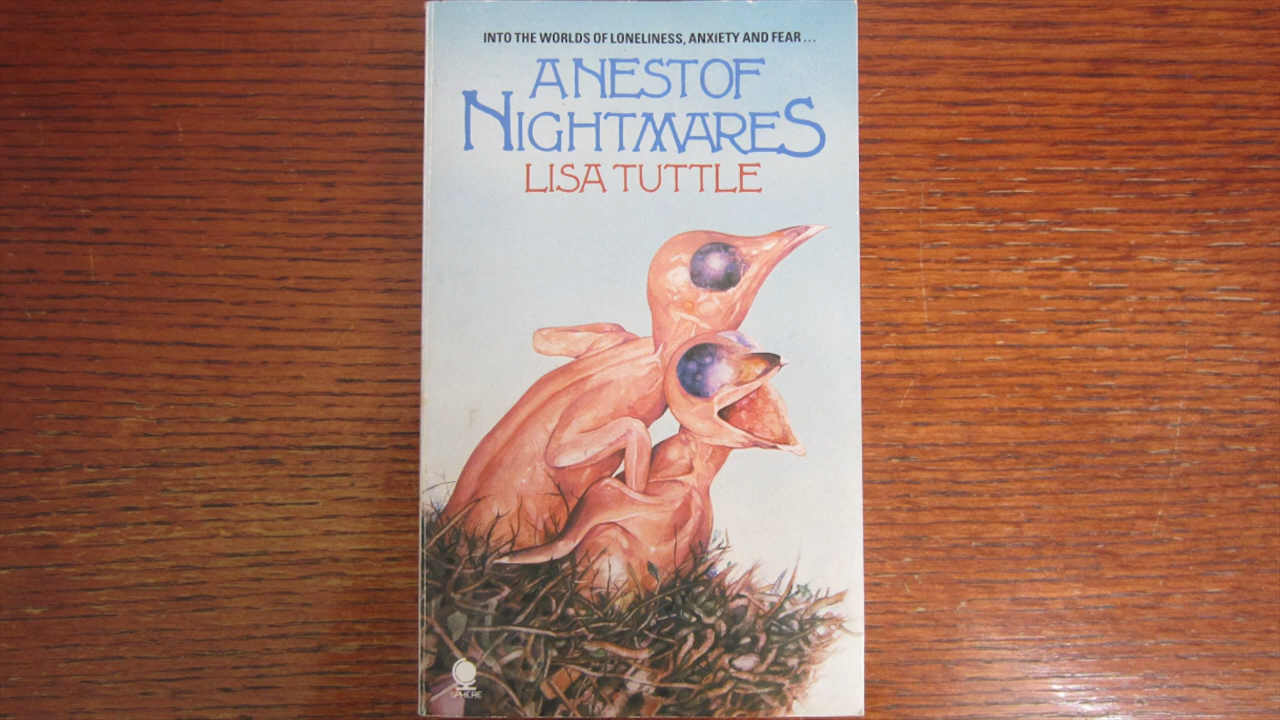 INTO THE WORLDS OF LONELINESS, ANXIETY AND FEAR...
A NEST OF
NIGHTMARES
LISA TUTTLE
SPHERE